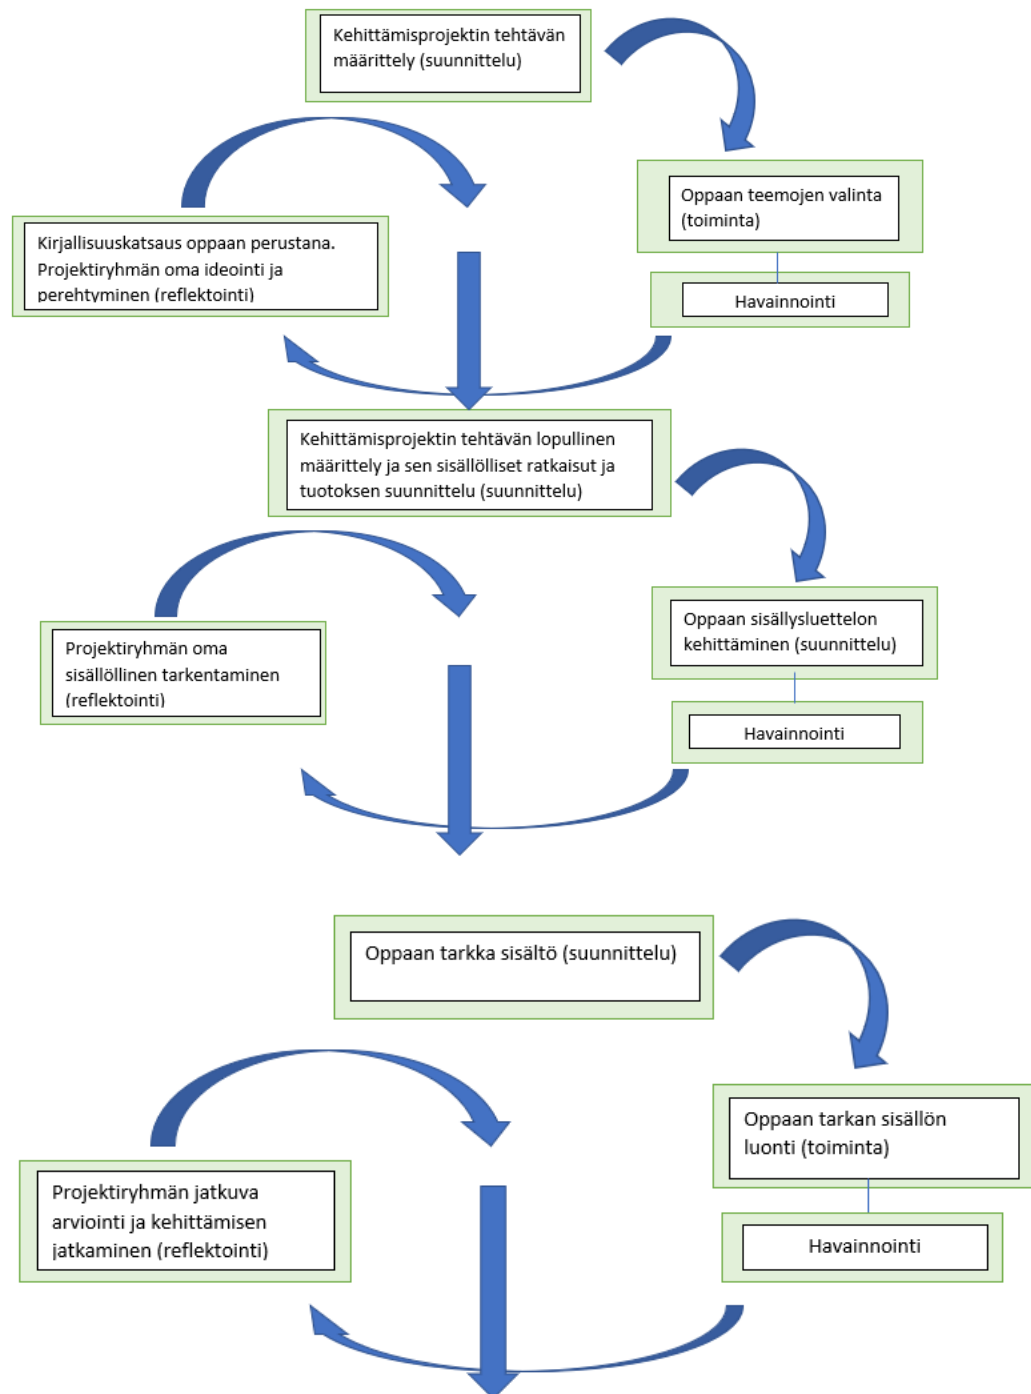 Kehittämisprojektin tehtävän
määrittely (suunnittelu)
Oppaan teemojen valinta
(toiminta)
Kirjallisuuskatsaus oppaan perustana.
Projektiryhmän oma ideointi ja
perehtyminen (reflektointi)
Havainnointi
Kehittämisprojektin tehtävän lopullinen
määrittely ja sen sisällölliset ratkaisut ja
tuotoksen suunnittelu (suunnittelu)
Oppaan sisällysluettelon
kehittäminen (suunnittelu)
Projektiryhmän oma
sisällöllinen tarkentaminen
(reflektointi)
Havainnointi
Oppaan tarkka sisältö (suunnittelu)
Oppaan tarkan sisällön
luonti (toiminta)
Projektiryhmän jatkuva
arviointi ja kehittämisen
jatkaminen (reflektointi)
Havainnointi